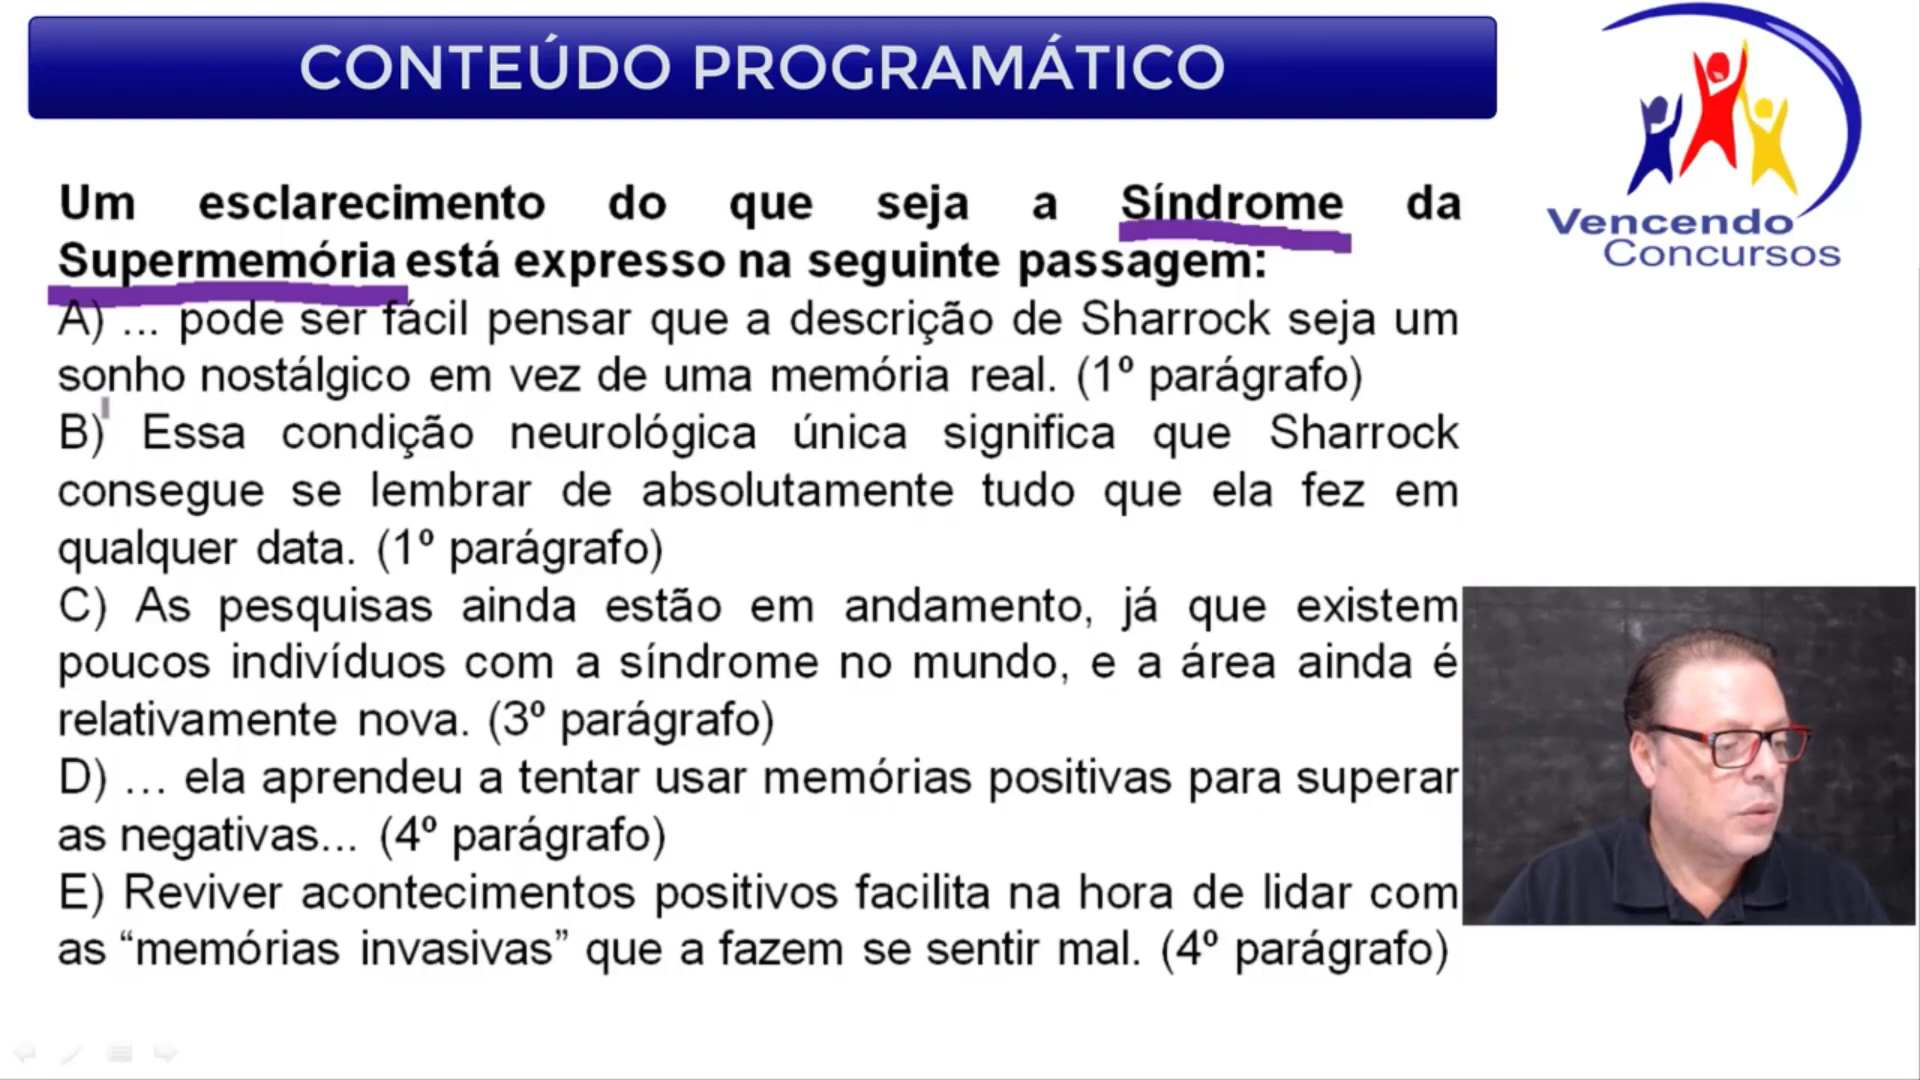 CONTEÚDO PROGRAMÁTICO
Vencendo
Concursos
Um esclarecimento do que seja a Síndrome da
Supermemória está expresso na seguinte passagem:
A) ... pode ser fácil pensar que a descrição de Sharrock seja um
sonho nostálgico em vez de uma memória real. (1º parágrafo)
B) Essa condição neurológica única significa que Sharrock
consegue se lembrar de absolutamente tudo que ela fez em
qualquer data. (1º parágrafo)
C) As pesquisas ainda estão em andamento, já que existem
poucos indivíduos com a síndrome no mundo, e a área ainda é
relativamente nova. (3º parágrafo)
D) ... ela aprendeu a tentar usar memórias positivas para superar
as negativas... (4º parágrafo)
E) Reviver acontecimentos positivos facilita na hora de lidar com
as “memórias invasivas” que a fazem se sentir mal. (4º parágrafo)